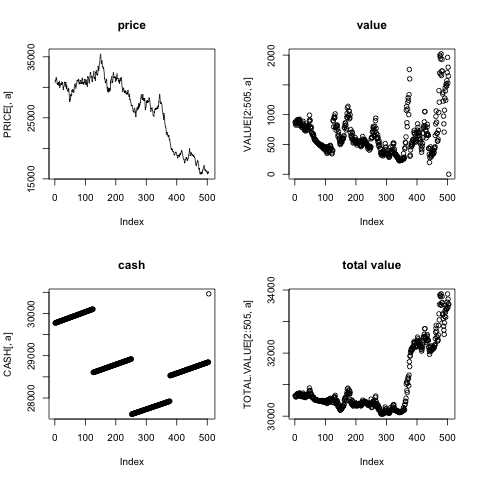 price
PRICE[, a]
15000 25000 35000
0 100 200 300 400 500
Index
value
VALUE[2:505, a]
0 500 1000 2000
0 100 200 300 400 500
Index
cash
CASH[, a]
28000 29000 30000
0 100 200 300 400 500
Index
total value
TOTAL.VALUE[2:505, a]
30000 32000 34000
0 100 200 300 400 500
Index